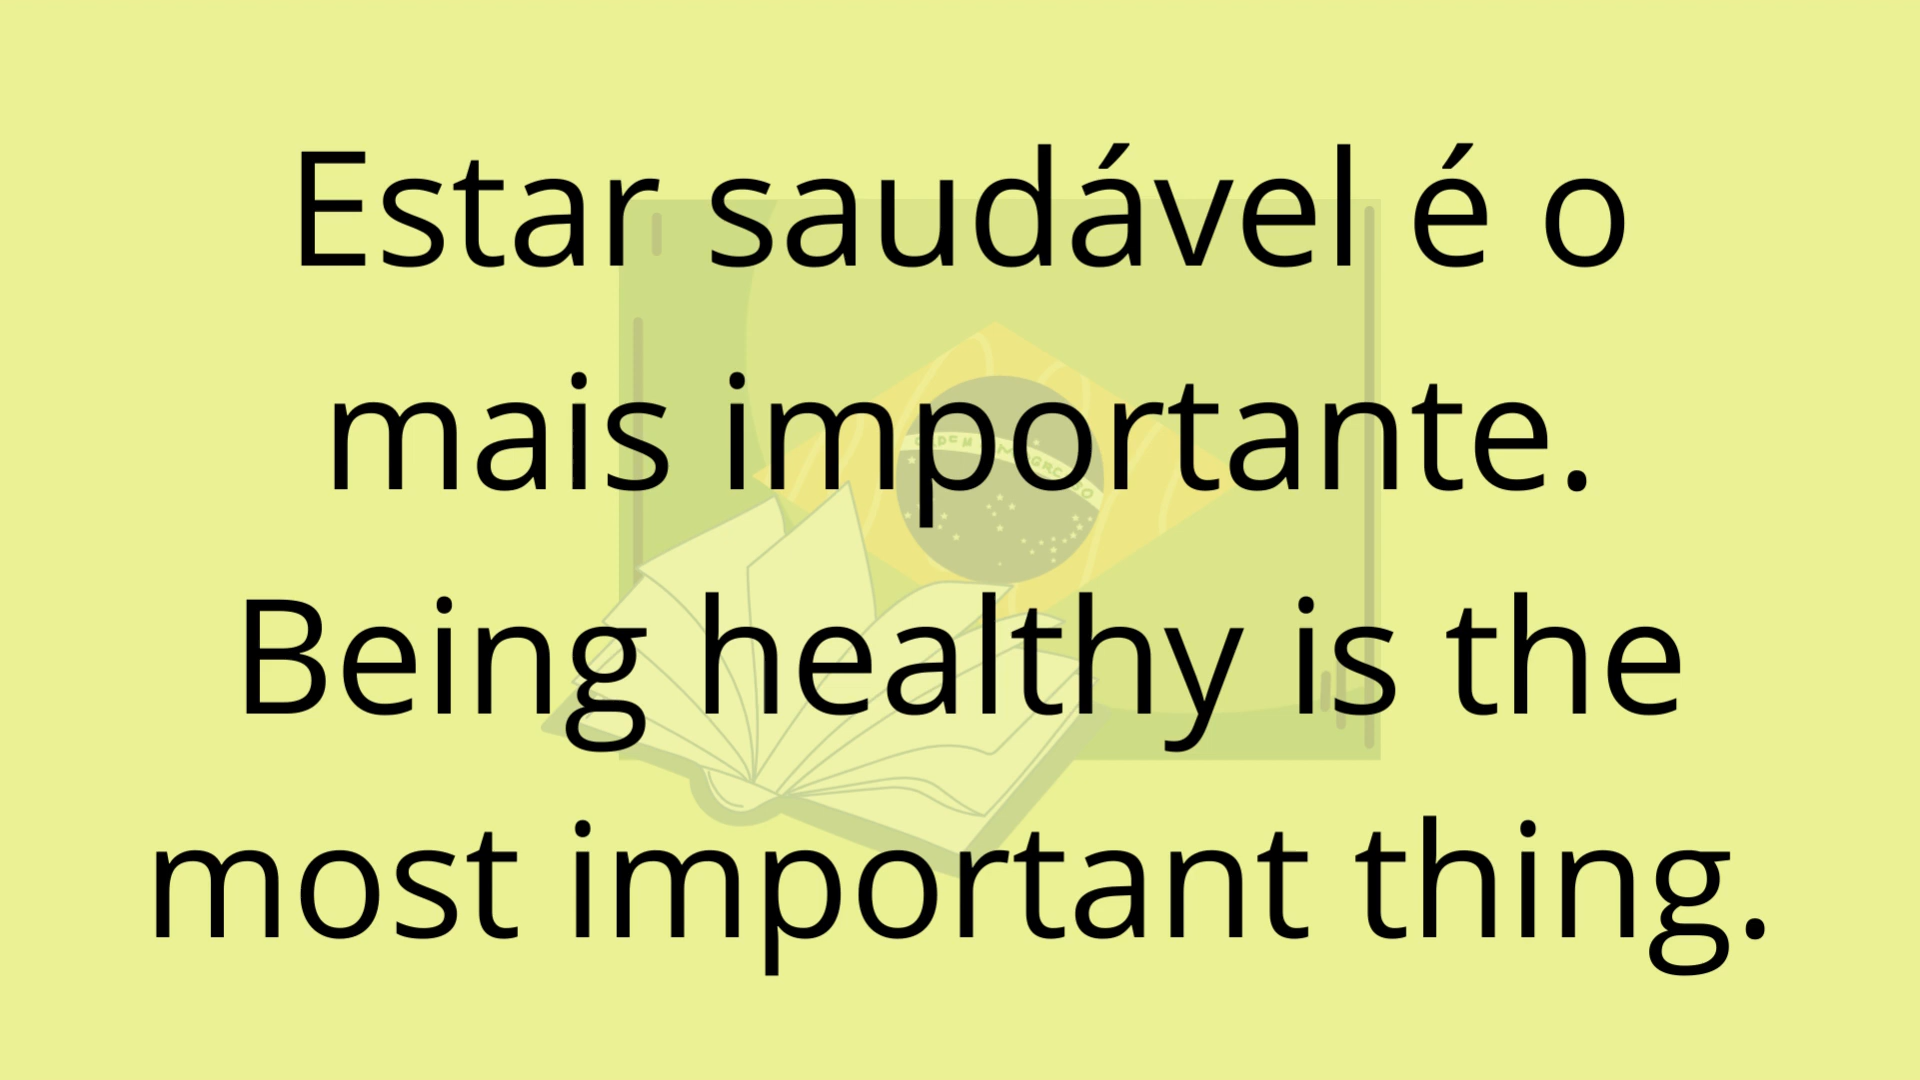 Estar saudável é o
mais importante.
Being healthy is the
most important thing.